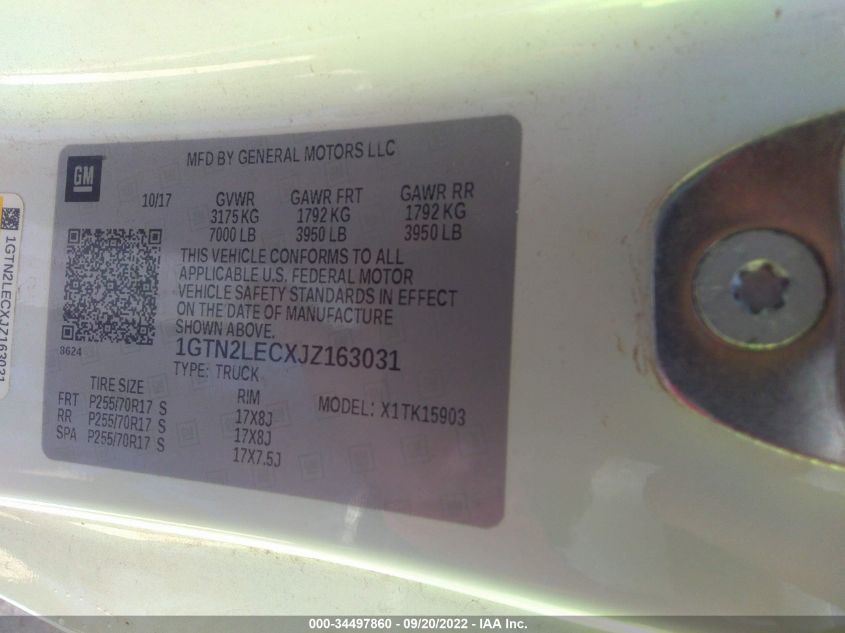 GM
MFD BY GENERAL MOTORS LLC
10/17 GVWR GAWR FRT GAWR RR
3175 KG 1792 KG 1792 KG
7000 LB 3950 LB 3950 LB
THIS VEHICLE CONFORMS TO ALL
APPLICABLE U.S. FEDERAL MOTOR
VEHICLE SAFETY STANDARDS IN EFFECT
ON THE DATE OF MANUFACTURE
SHOWN ABOVE.
8624
1GTN2LECXJZ163031
TYPE: TRUCK
TIRE SIZE RIM
FRT P255/70R17 S 17X8J
RR P255/70R17 S 17X8J
SPA P255/70R17 S 17X7.5J
MODEL: X1TK15903
1GTN2LECXJZ163031
000-34497860 - 09/20/2022 - IAA Inc.